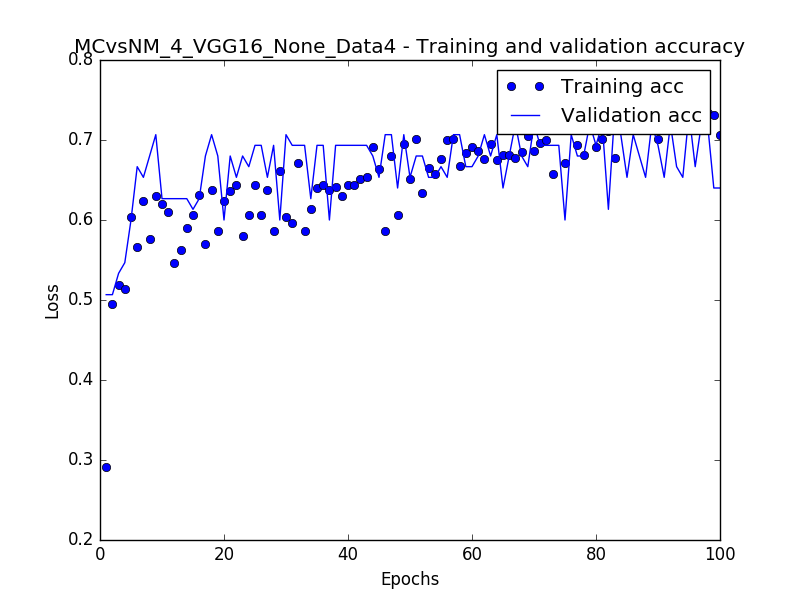 MCvsNM_4_VGG16_None_Data4 - Training and validation accuracy
Training acc
Validation acc
0.8
0.7
0.6
0.5
0.4
0.3
0.2
Loss
0 20 40 60 80 100
Epochs